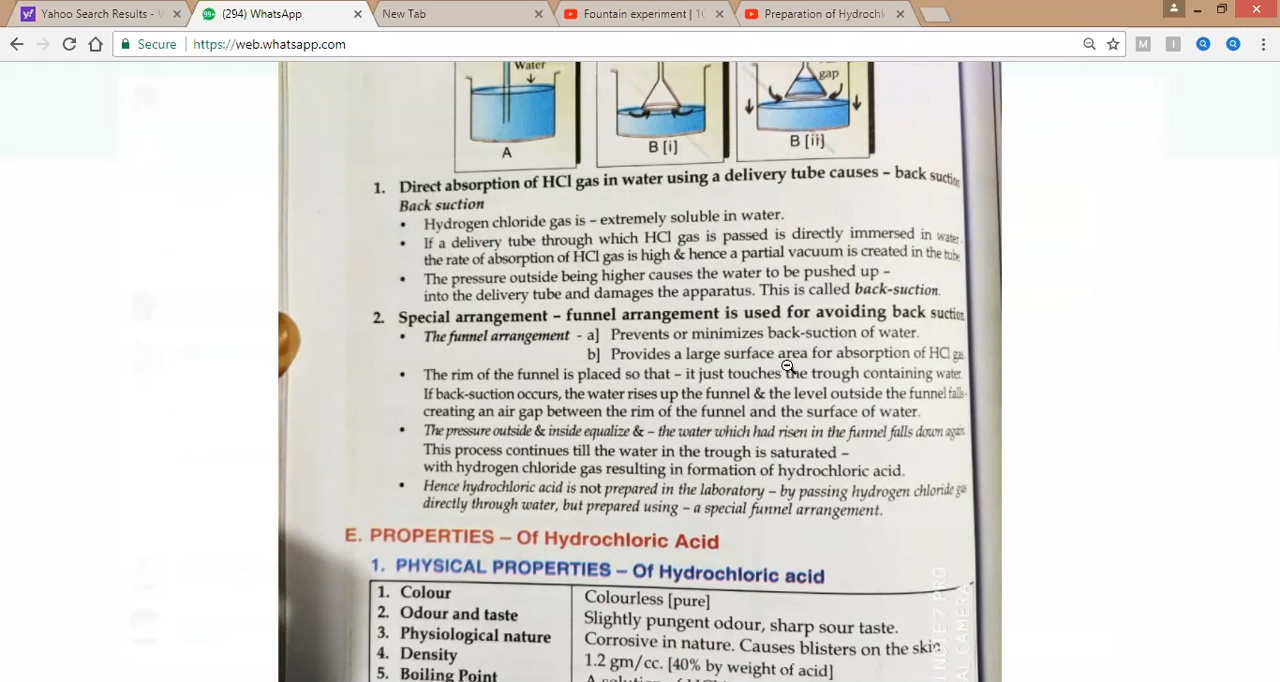 Yahoo Search Results -
(294) WhatsApp
New Tab
Fountain experiment |
Preparation of Hydrochl
Secure
https://web.whatsapp.com
M
I
Water
gap
A
B [i]
B [ii]
1. Direct absorption of HCl gas in water using a delivery tube causes – back suction
Back suction
• Hydrogen chloride gas is – extremely soluble in water.
• If a delivery tube through which HCl gas is passed is directly immersed in water
the rate of absorption of HCl gas is high & hence a partial vacuum is created in the tube
• The pressure outside being higher causes the water to be pushed up –
into the delivery tube and damages the apparatus. This is called back-suction.
2. Special arrangement – funnel arrangement is used for avoiding back suction
• The funnel arrangement - a] Prevents or minimizes back-suction of water.
b] Provides a large surface area for absorption of HCl gas
• The rim of the funnel is placed so that – it just touches the trough containing water
If back-suction occurs, the water rises up the funnel & the level outside the funnel falls-
creating an air gap between the rim of the funnel and the surface of water.
• The pressure outside & inside equalize & – the water which had risen in the funnel falls down again
This process continues till the water in the trough is saturated –
with hydrogen chloride gas resulting in formation of hydrochloric acid.
• Hence hydrochloric acid is not prepared in the laboratory – by passing hydrogen chloride gas
directly through water, but prepared using – a special funnel arrangement.
E. PROPERTIES – Of Hydrochloric Acid
1. PHYSICAL PROPERTIES – Of Hydrochloric acid
1. Colour
Colourless [pure]
2. Odour and taste
Slightly pungent odour, sharp sour taste.
3. Physiological nature
Corrosive in nature. Causes blisters on the skin
4. Density
1.2 gm/cc. [40% by weight of acid]
5. Boiling Point
A solution of
NOTE 7 PRO
AL CAMERA